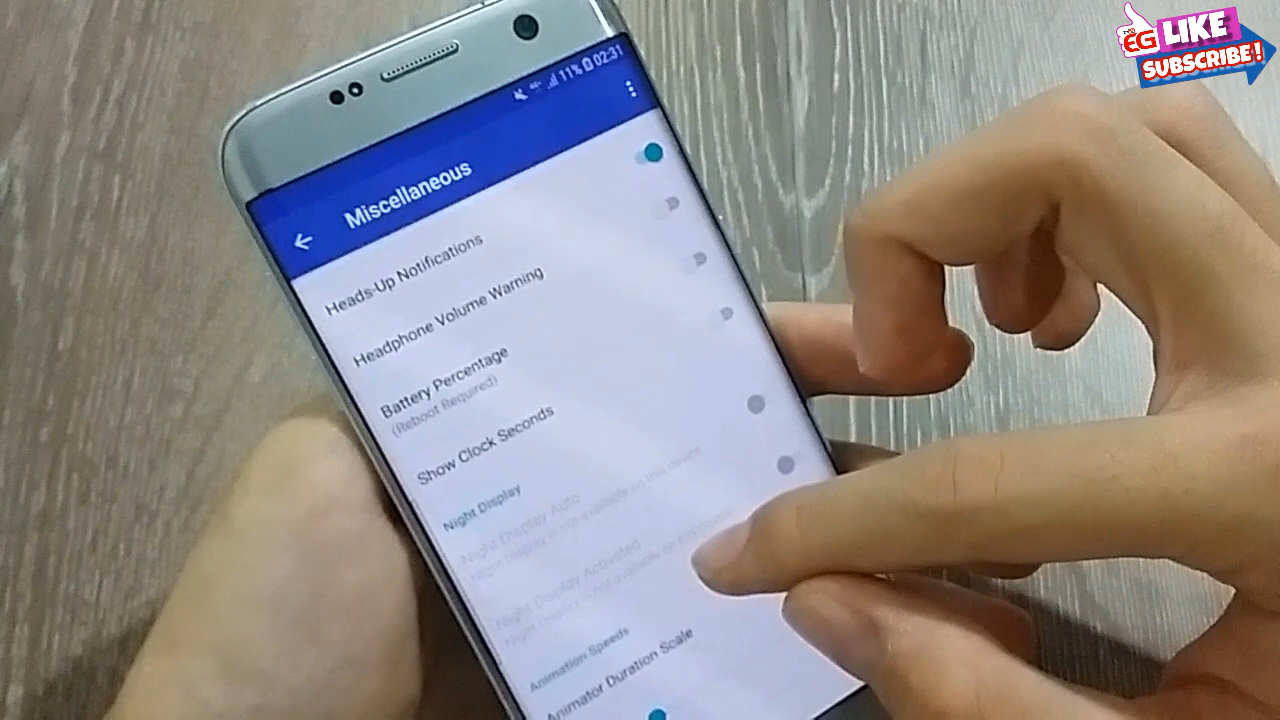 11% 02:31
Miscellaneous
Heads-Up Notifications
Headphone Volume Warning
Battery Percentage
(Reboot Required)
Show Clock Seconds
Night Display
Night Display Auto
Night Display is not available on this device
Night Display Activated
Night Display is not available on this device
Animation Speeds
Animator Duration Scale
EG LIKE
SUBSCRIBE!